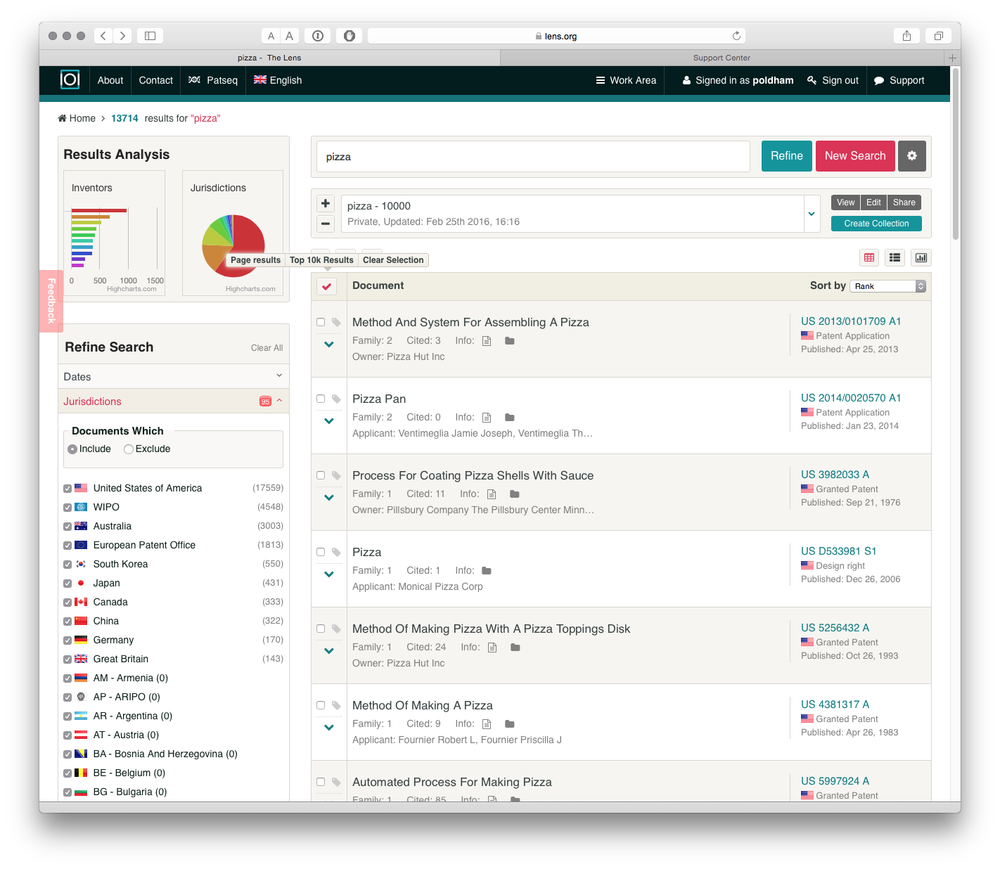 A A
lens.org
pizza - The Lens
Support Center
About Contact Patseq English
Work Area Signed in as poldham Sign out Support
Home > 13714 results for "pizza"
Results Analysis
Inventors
0 500 1000 1500
Highcharts.com
Jurisdictions
Highcharts.com
Feedback
Refine Search Clear All
Dates
Jurisdictions 95
Documents Which
Include Exclude
United States of America (17559)
WIPO (4548)
Australia (3003)
European Patent Office (1813)
South Korea (550)
Japan (431)
Canada (333)
China (322)
Germany (170)
Great Britain (143)
AM - Armenia (0)
AP - ARIPO (0)
AR - Argentina (0)
AT - Austria (0)
BA - Bosnia And Herzegovina (0)
BE - Belgium (0)
BG - Bulgaria (0)
pizza
Refine New Search
pizza - 10000
Private, Updated: Feb 25th 2016, 16:16
View Edit Share
Create Collection
Page results Top 10k Results Clear Selection
Document Sort by Rank
Method And System For Assembling A Pizza
Family: 2 Cited: 3 Info:
Owner: Pizza Hut Inc
US 2013/0101709 A1
Patent Application
Published: Apr 25, 2013
Pizza Pan
Family: 2 Cited: 0 Info:
Applicant: Ventimeglia Jamie Joseph, Ventimeglia Th...
US 2014/0020570 A1
Patent Application
Published: Jan 23, 2014
Process For Coating Pizza Shells With Sauce
Family: 1 Cited: 11 Info:
Owner: Pillsbury Company The Pillsbury Center Minn...
US 3982033 A
Granted Patent
Published: Sep 21, 1976
Pizza
Family: 1 Cited: 1 Info:
Applicant: Monical Pizza Corp
US D533981 S1
Design right
Published: Dec 26, 2006
Method Of Making Pizza With A Pizza Toppings Disk
Family: 1 Cited: 24 Info:
Owner: Pizza Hut Inc
US 5256432 A
Granted Patent
Published: Oct 26, 1993
Method Of Making A Pizza
Family: 1 Cited: 9 Info:
Applicant: Fournier Robert L, Fournier Priscilla J
US 4381317 A
Granted Patent
Published: Apr 26, 1983
Automated Process For Making Pizza
Family: 1 Cited: 85 Info:
US 5997924 A
Granted Patent